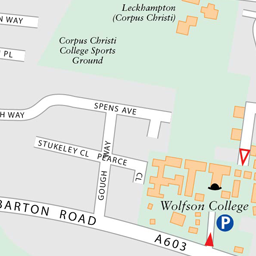 Leckhampton
(Corpus Christi)
Corpus Christi
College Sports
Ground
PL
H WAY
SPENS AVE
STUKELEY CL
PEARCE
CL
GOUGH WAY
Wolfson College
P
BARTON ROAD
A603